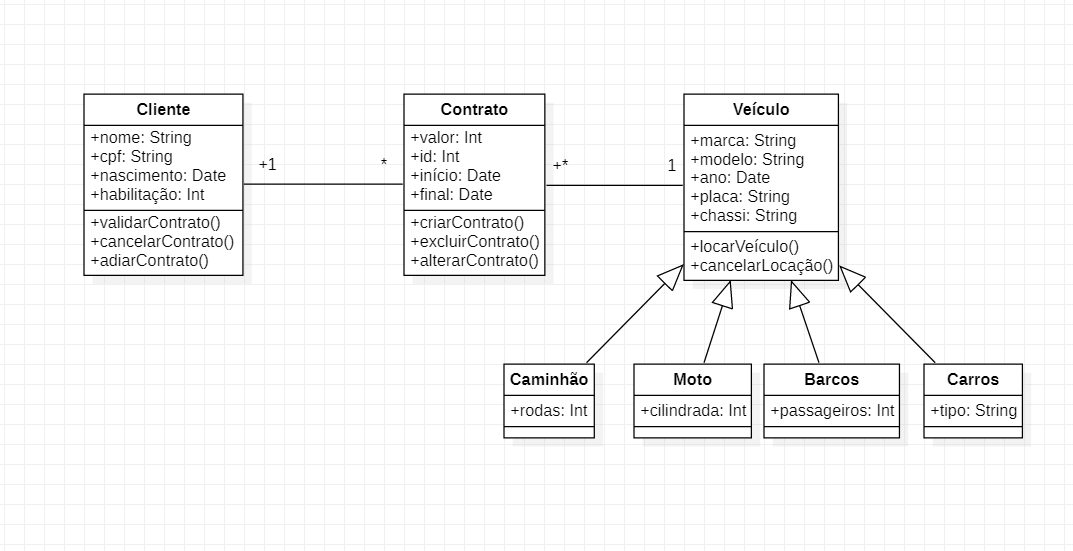 Cliente
+nome: String
+cpf: String
+nascimento: Date
+habilitação: Int
+validarContrato()
+cancelarContrato()
+adiarContrato()
+1
*
Contrato
+valor: Int
+id: Int
+início: Date
+final: Date
+criarContrato()
+excluirContrato()
+alterarContrato()
+*
1
Veículo
+marca: String
+modelo: String
+ano: Date
+placa: String
+chassi: String
+locarVeículo()
+cancelarLocação()
Caminhão
+rodas: Int
Moto
+cilindrada: Int
Barcos
+passageiros: Int
Carros
+tipo: String